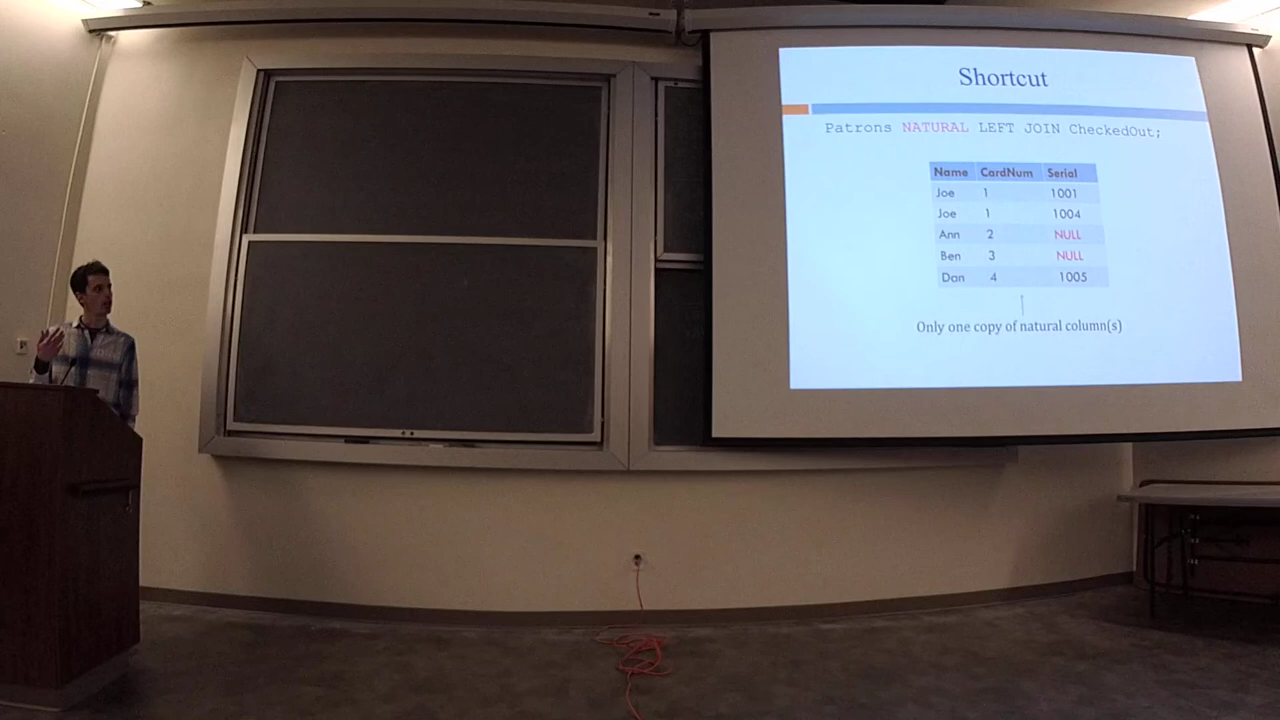 Shortcut
Patrons NATURAL LEFT JOIN CheckedOut;
Name CardNum Serial
Joe 1 1001
Joe 1 1004
Ann 2 NULL
Ben 3 NULL
Dan 4 1005
Only one copy of natural column(s)